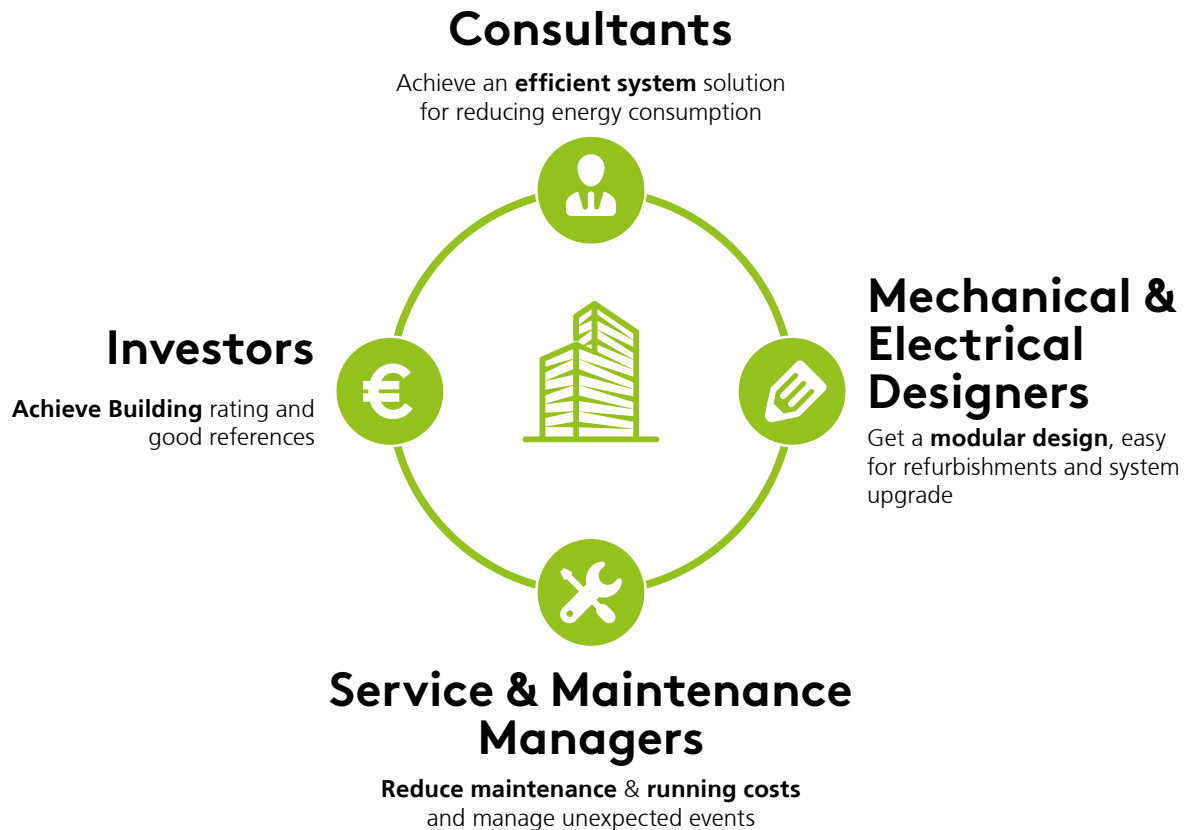 Consultants
Achieve an efficient system solution
for reducing energy consumption
Investors
Achieve Building rating and
good references
€
Mechanical &
Electrical
Designers
Get a modular design, easy
for refurbishments and system
upgrade
Service & Maintenance
Managers
Reduce maintenance & running costs
and manage unexpected events